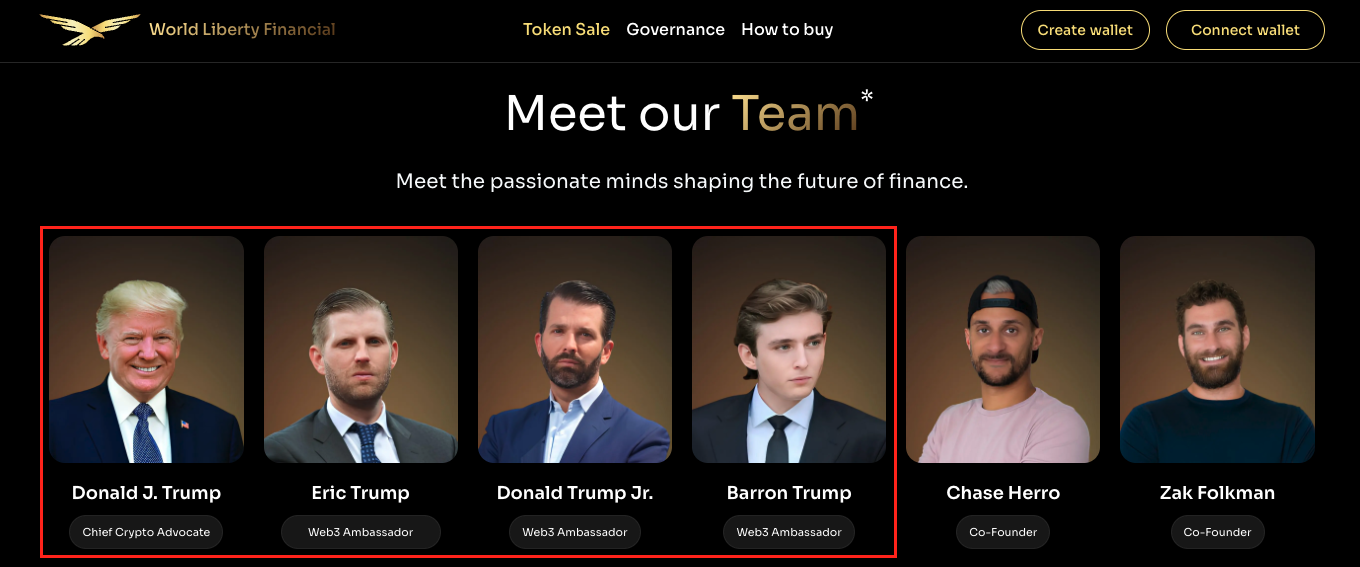 World Liberty Financial
Token Sale Governance How to buy
Create wallet Connect wallet
Meet our Team*
Meet the passionate minds shaping the future of finance.
Donald J. Trump Eric Trump Donald Trump Jr. Barron Trump Chase Herro Zak Folkman
Chief Crypto Advocate Web3 Ambassador Web3 Ambassador Web3 Ambassador Co-Founder Co-Founder